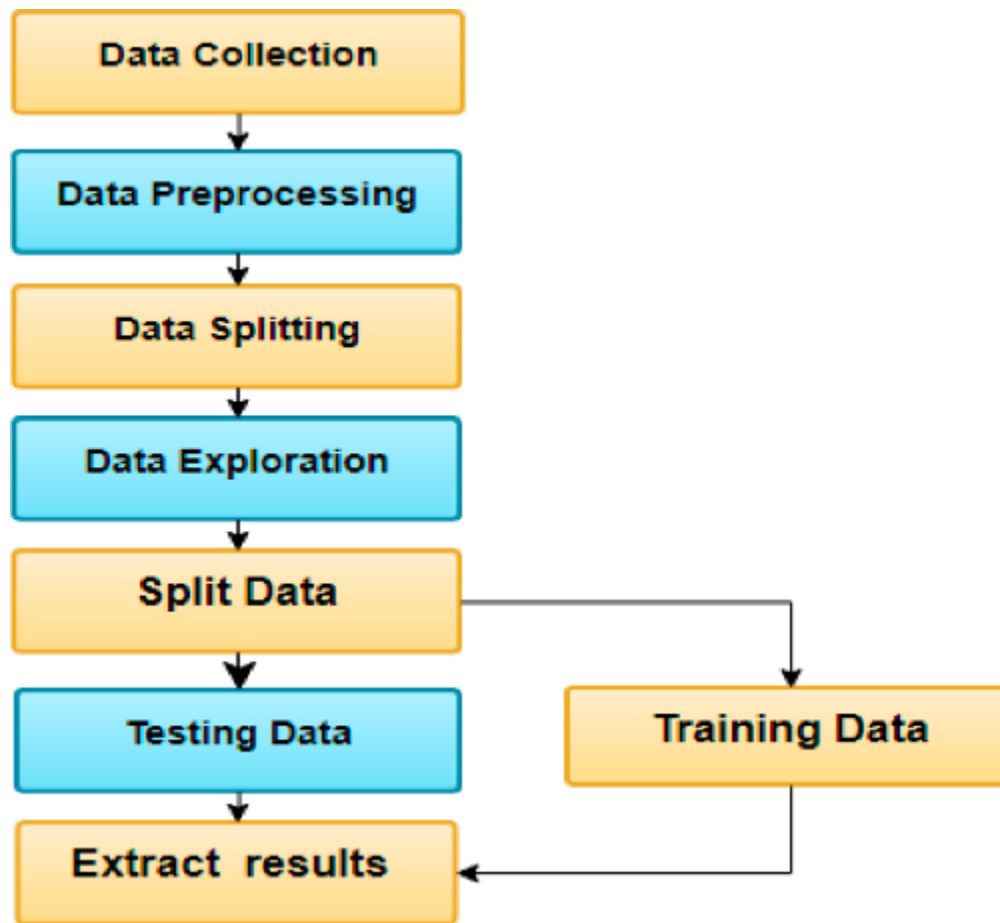 Data Collection
Data Preprocessing
Data Splitting
Data Exploration
Split Data
Testing Data
Training Data
Extract results